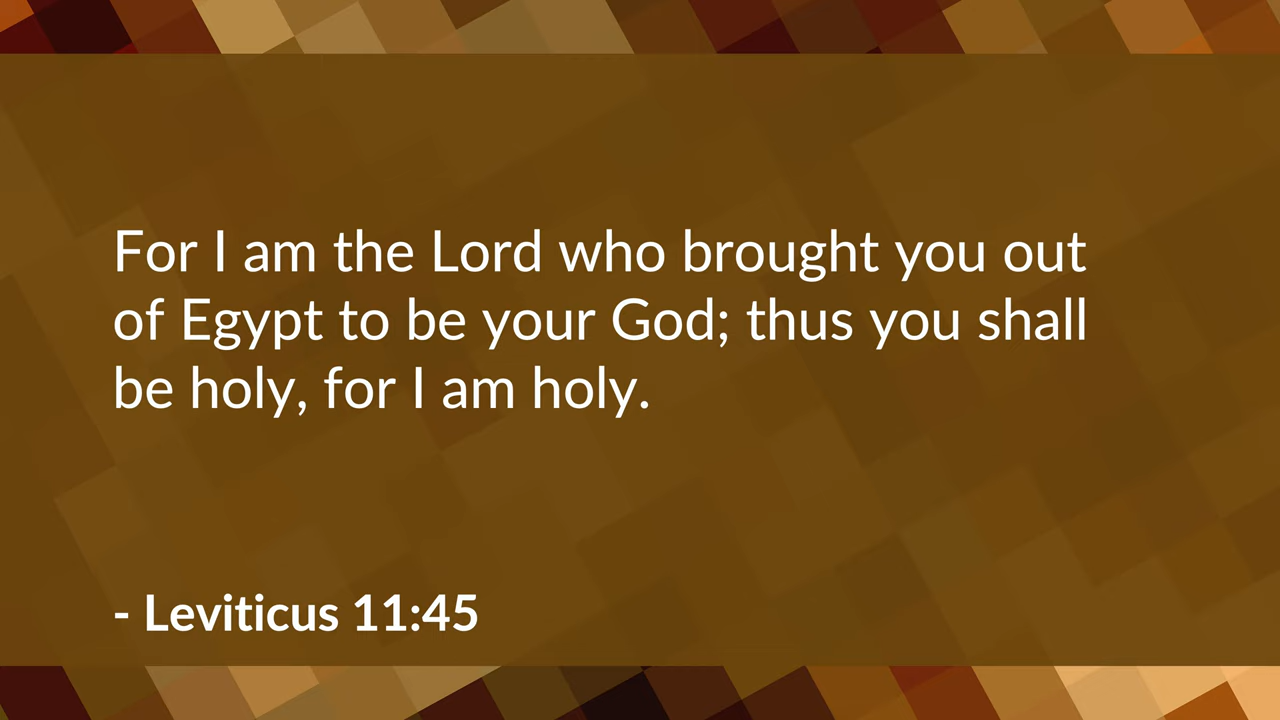 For I am the Lord who brought you out
of Egypt to be your God; thus you shall
be holy, for I am holy.
- Leviticus 11:45